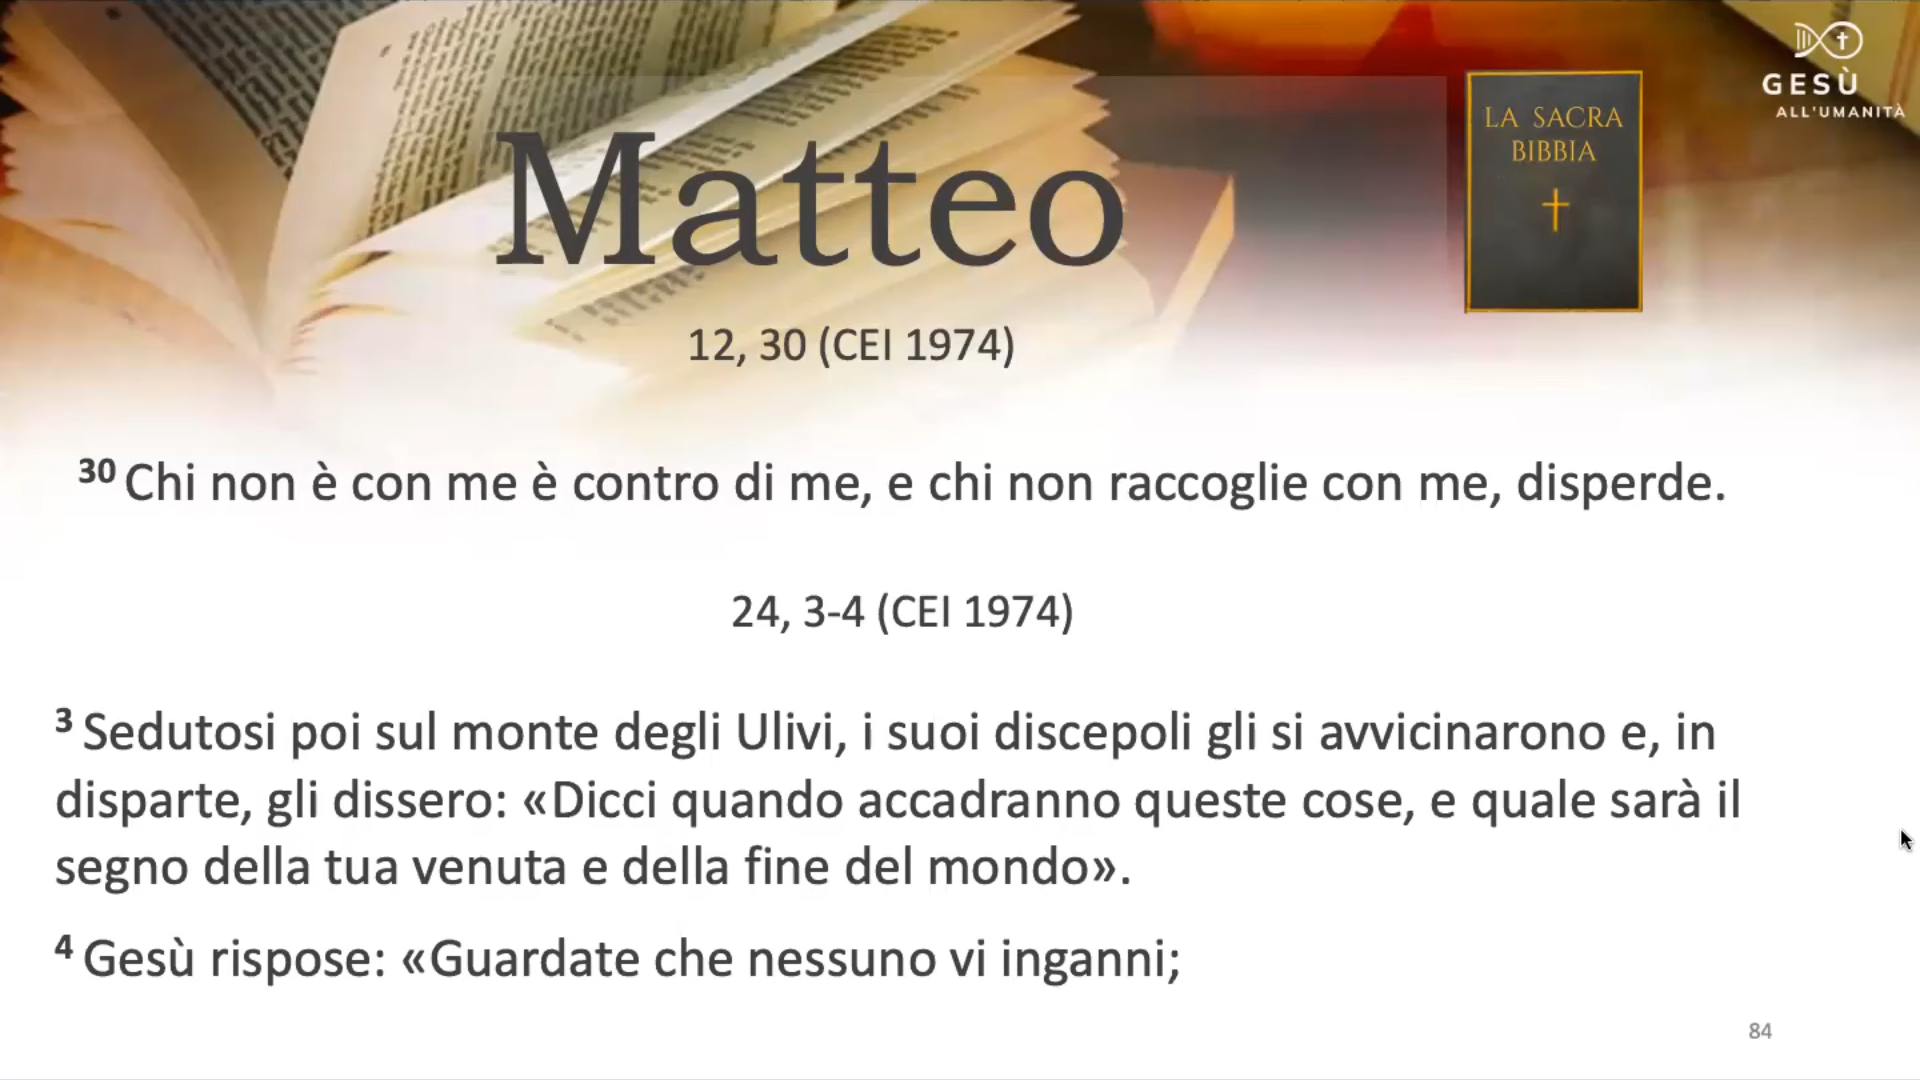 GESÙ
ALL'UMANITÀ
LA SACRA
BIBBIA
Matteo
12, 30 (CEI 1974)
30 Chi non è con me è contro di me, e chi non raccoglie con me, disperde.
24, 3-4 (CEI 1974)
3 Sedutosi poi sul monte degli Ulivi, i suoi discepoli gli si avvicinarono e, in
disparte, gli dissero: «Dicci quando accadranno queste cose, e quale sarà il
segno della tua venuta e della fine del mondo».
4 Gesù rispose: «Guardate che nessuno vi inganni;
84